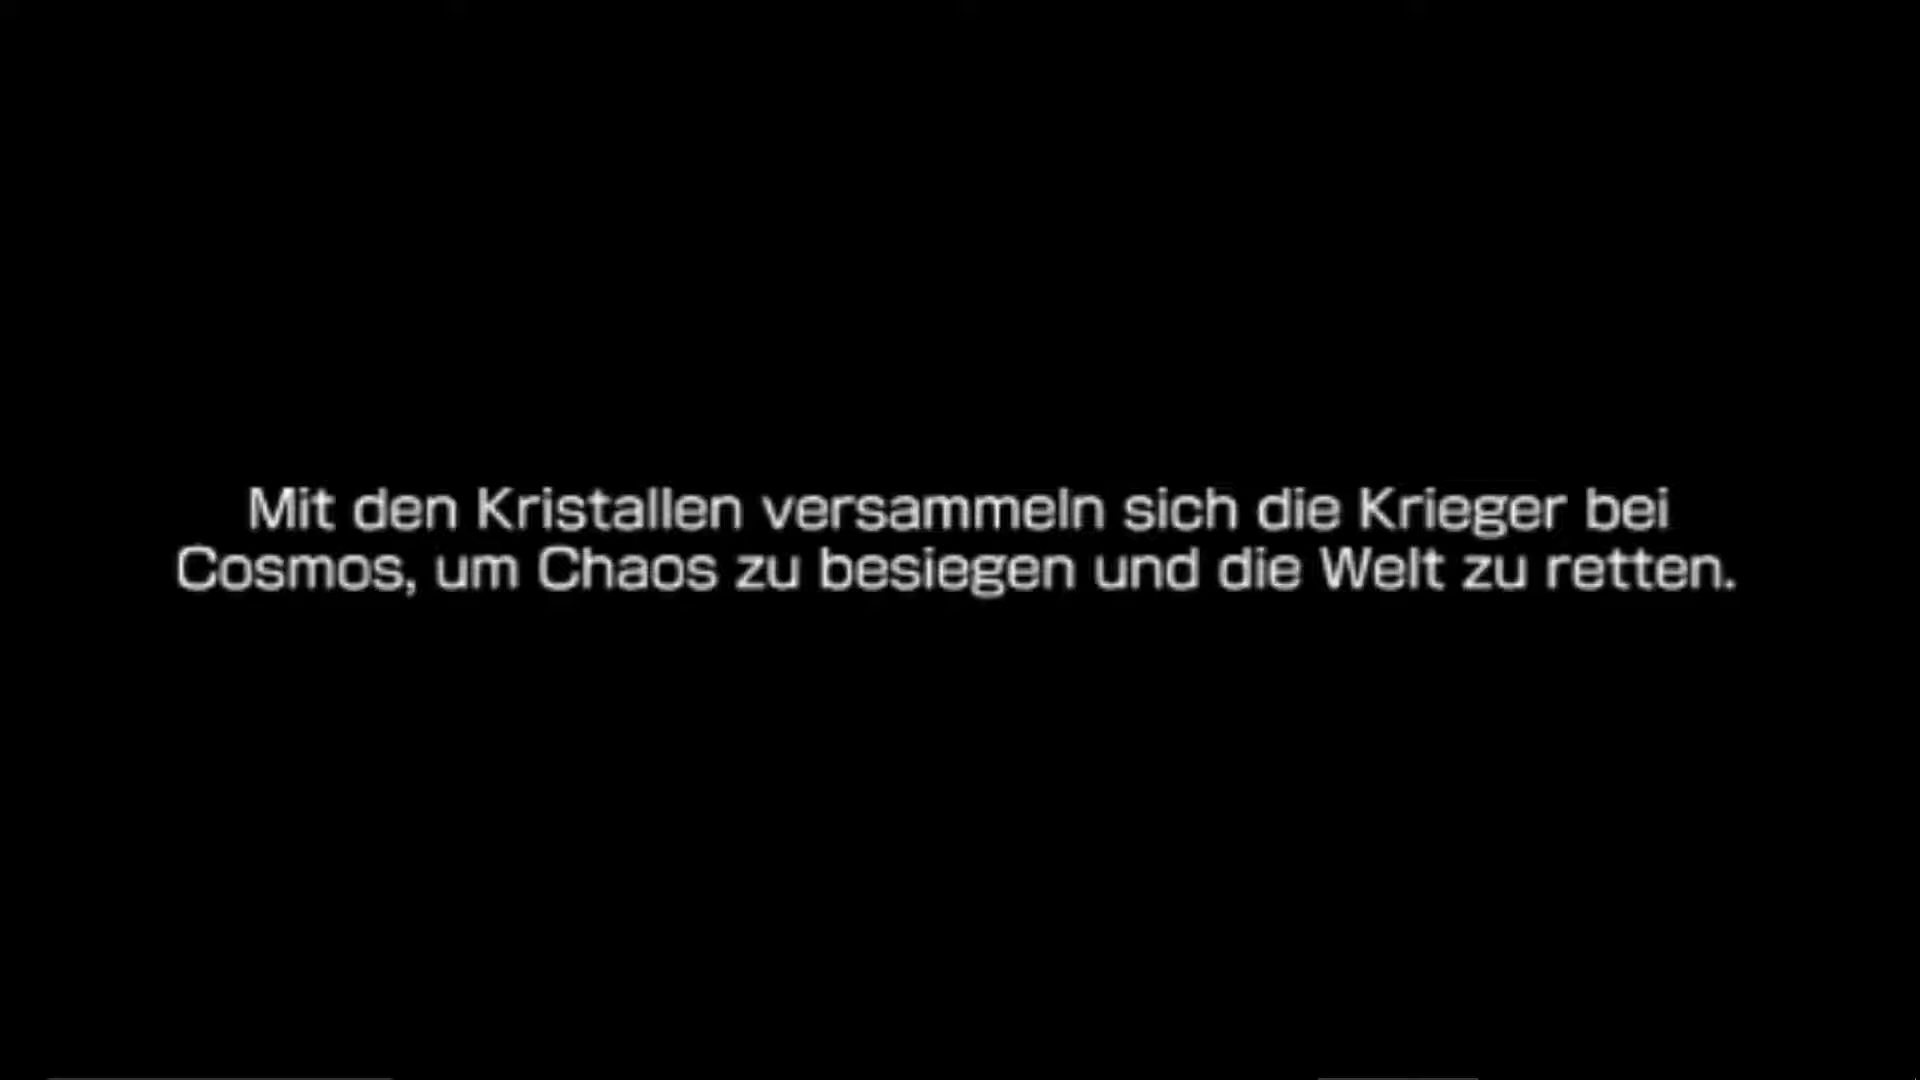 Mit den Kristallen versammeln sich die Krieger bei
Cosmos, um Chaos zu besiegen und die Welt zu retten.